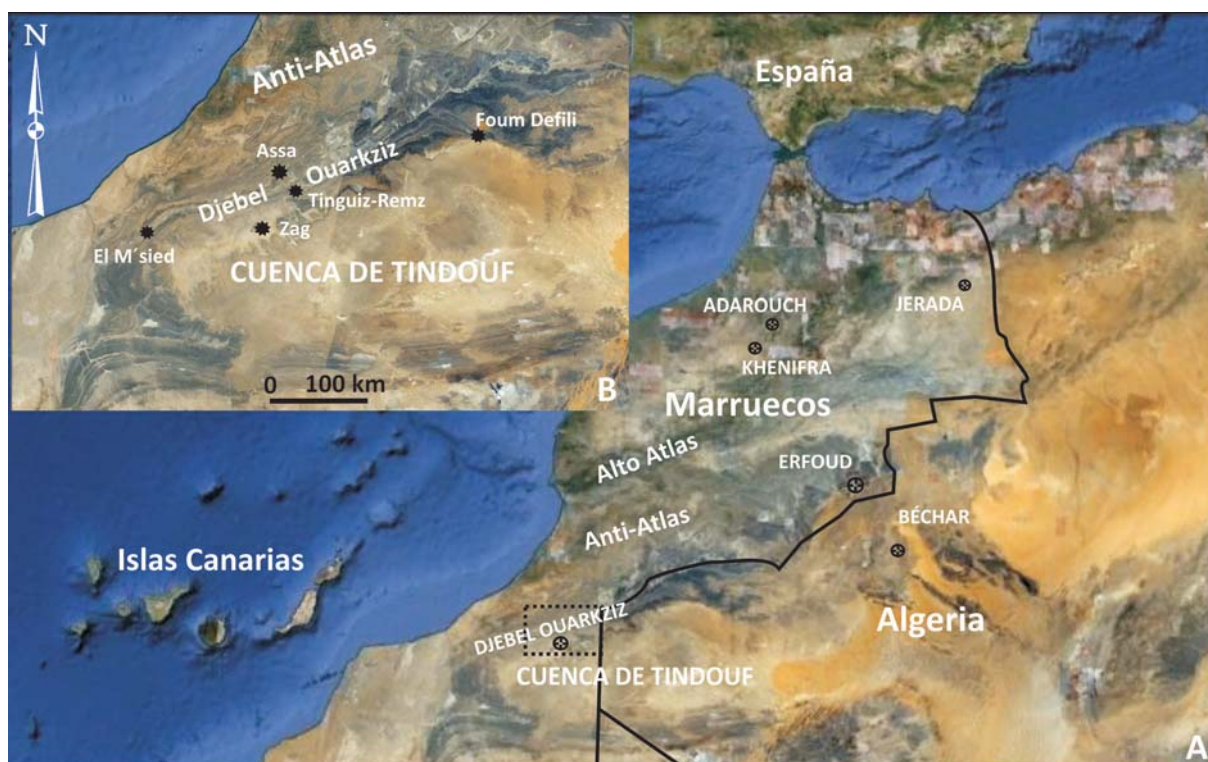 N
Anti-Atlas
Foum Defili
Assa
Ouarkziz
Djebel
Tinguiz-Remz
Zag
El M´sied
CUENCA DE TINDOUF
0 100 km
B
España
ADAROUCH
JERADA
KHENIFRA
Marruecos
Alto Atlas
ERFOUD
Anti-Atlas
BÉCHAR
Islas Canarias
DJEBEL OUARKZIZ
Algeria
CUENCA DE TINDOUF
A